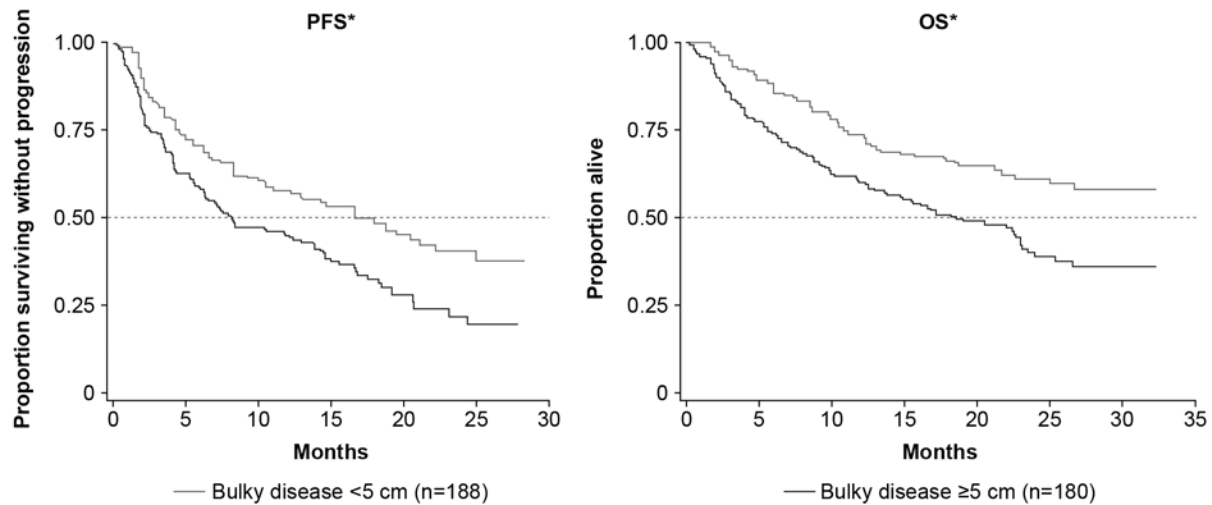 PFS*
Proportion surviving without progression
1.00
0.75
0.50
0.25
0
0 5 10 15 20 25 30
Months
OS*
Proportion alive
1.00
0.75
0.50
0.25
0
0 5 10 15 20 25 30 35
Months
Bulky disease <5 cm (n=188)
Bulky disease ≥5 cm (n=180)